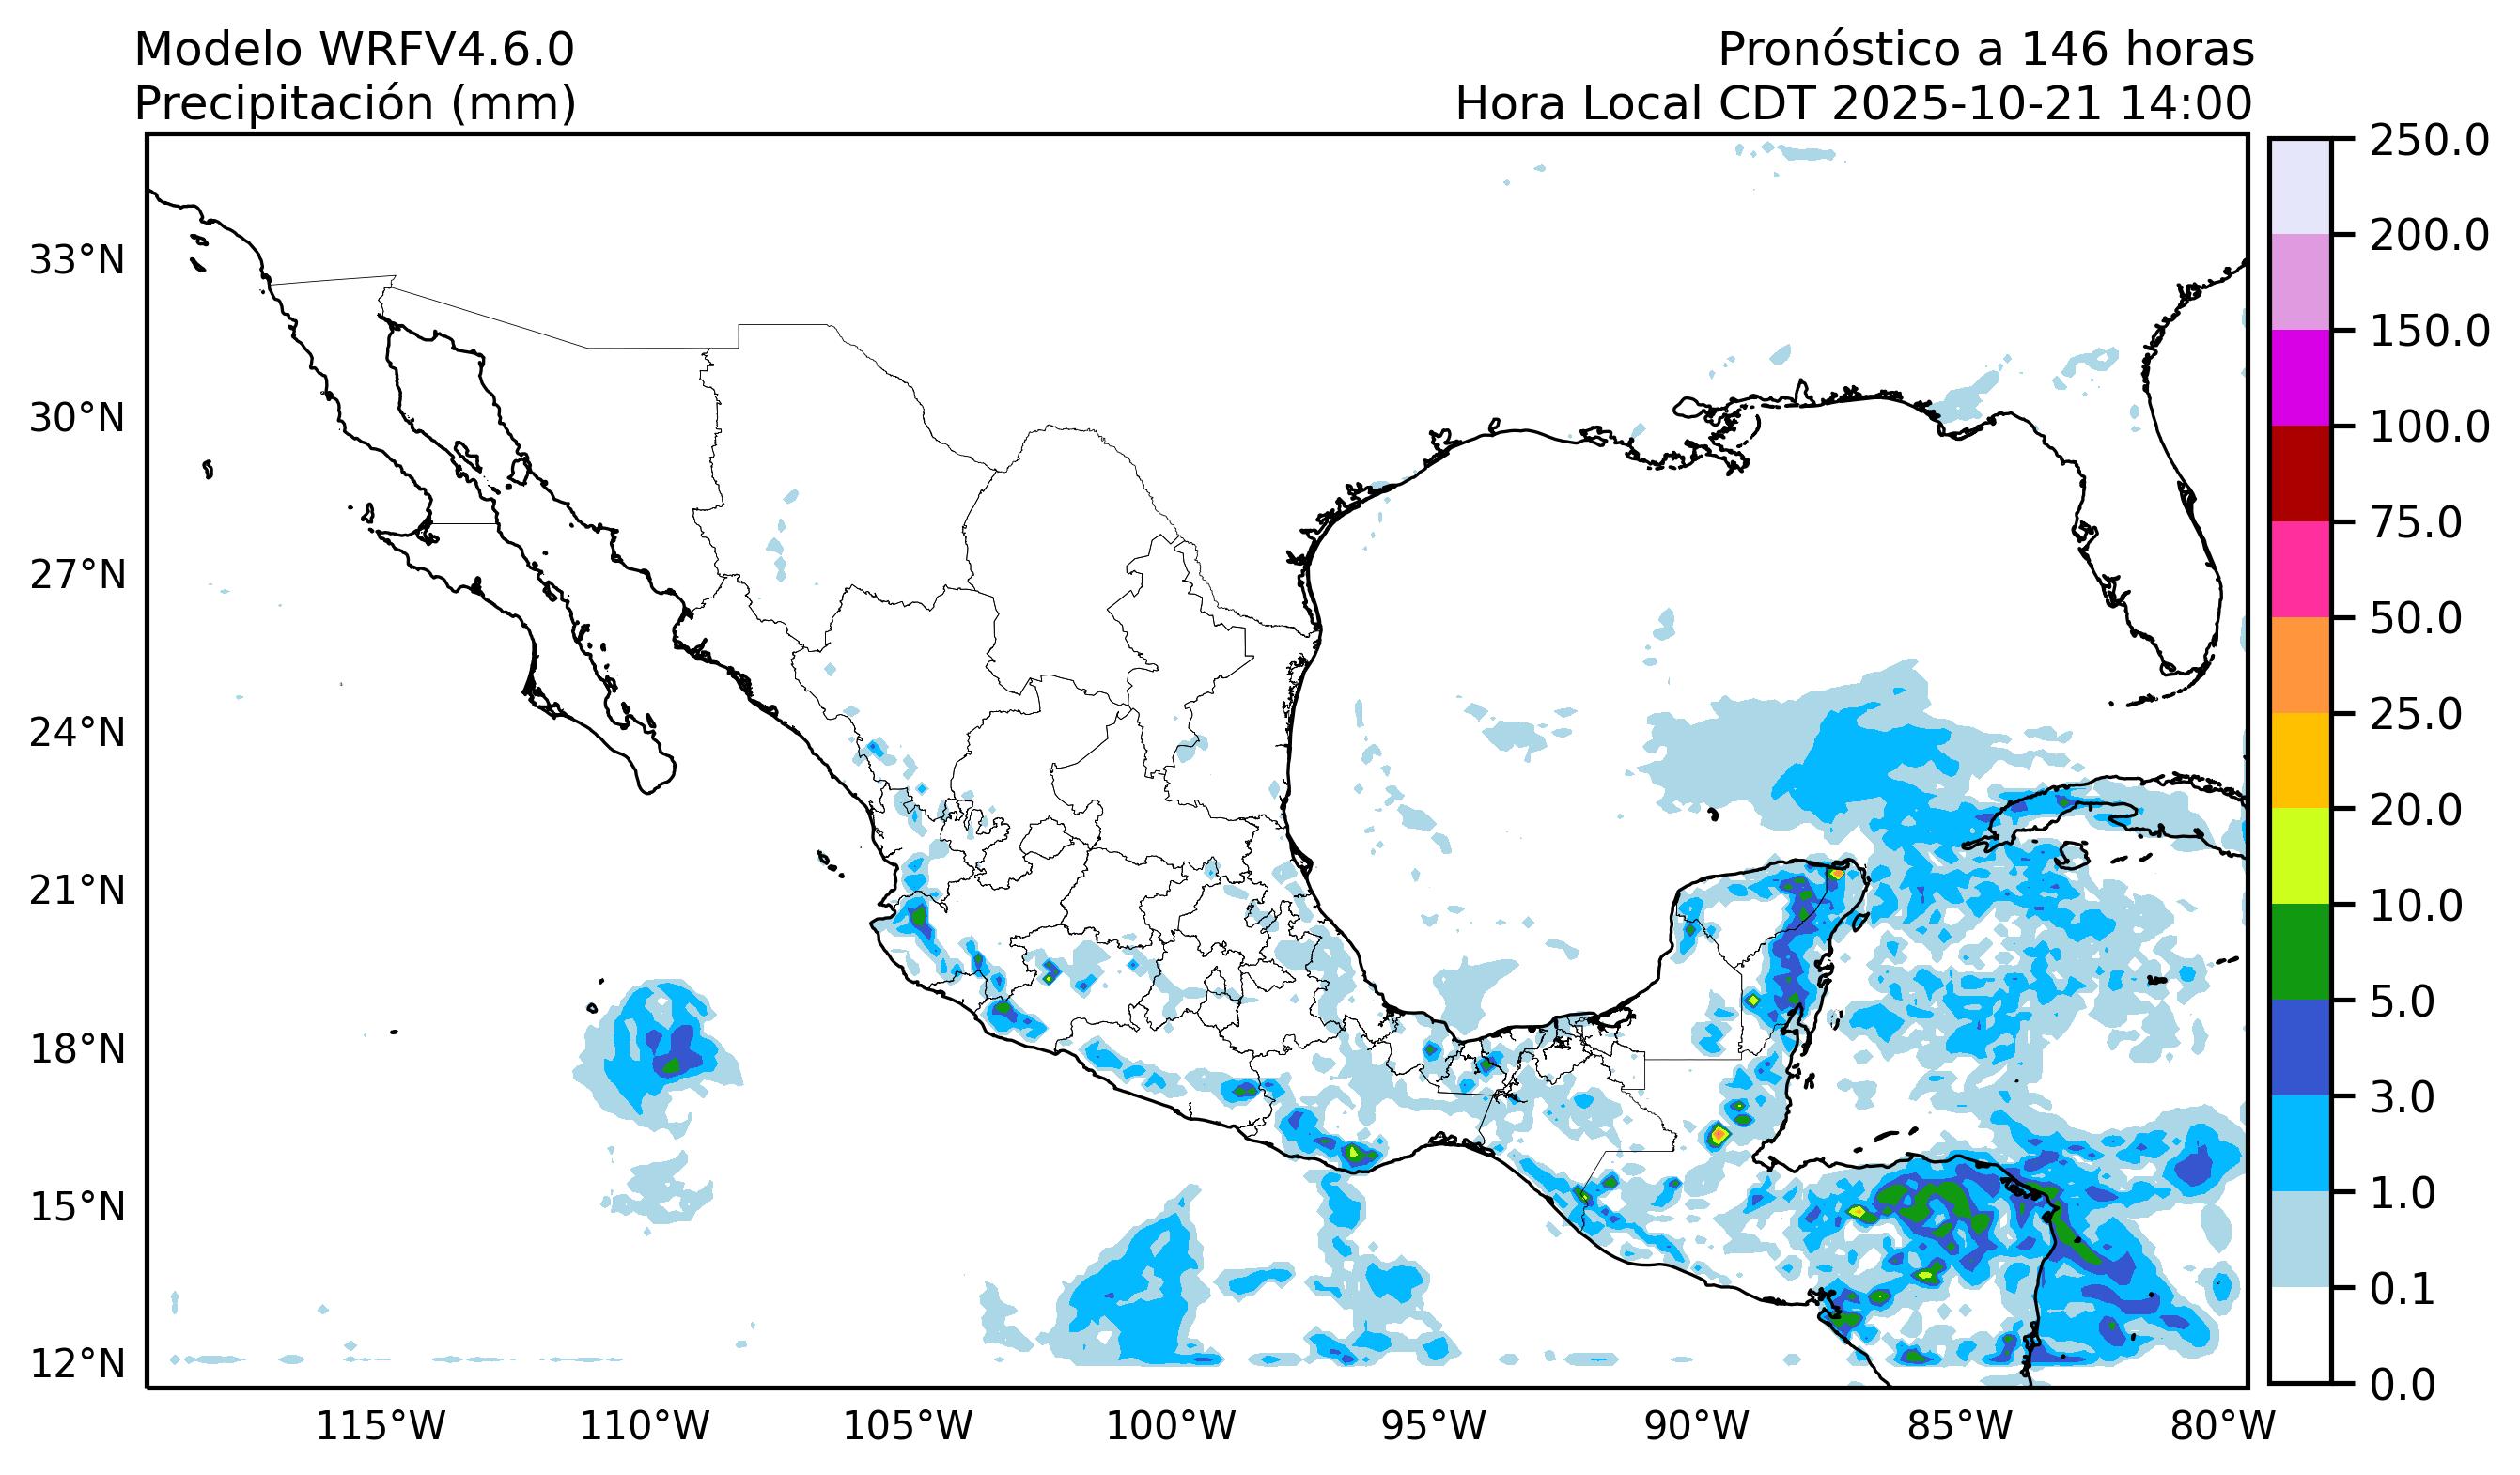 Modelo WRFV4.6.0
Precipitación (mm)
Pronóstico a 146 horas
Hora Local CDT 2025-10-21 14:00
33°N
30°N
27°N
24°N
21°N
18°N
15°N
12°N
115°W
110°W
105°W
100°W
95°W
90°W
85°W
80°W
250.0
200.0
150.0
100.0
75.0
50.0
25.0
20.0
10.0
5.0
3.0
1.0
0.1
0.0